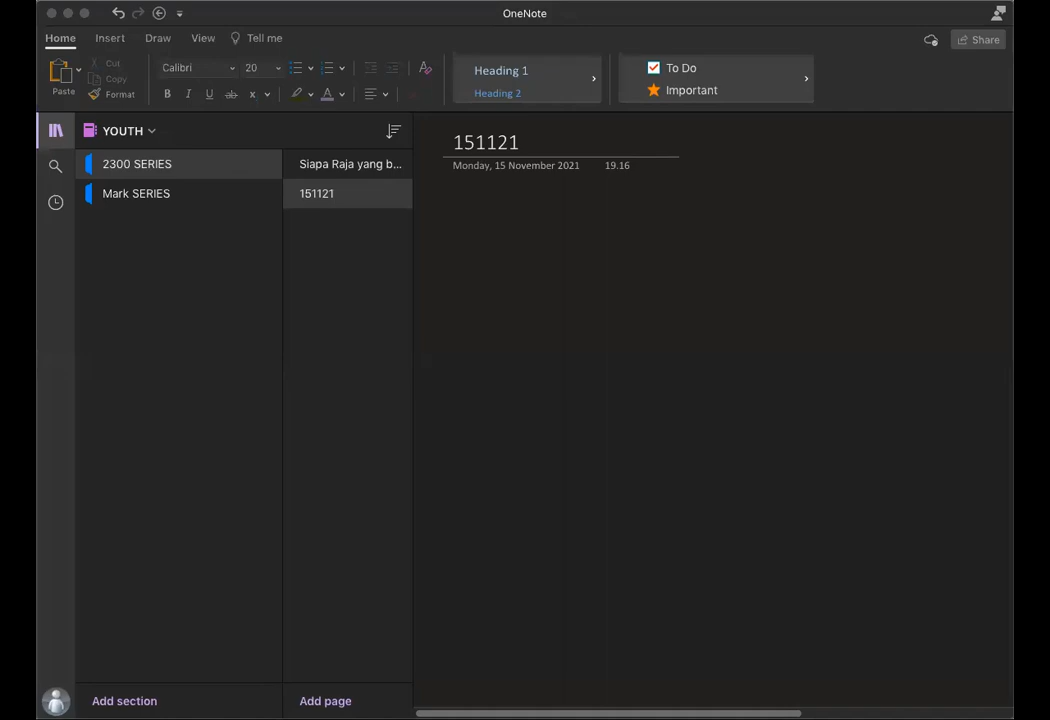 OneNote
Home Insert Draw View Tell me
Share
Paste
Cut
Copy
Format
Calibri 20
B I U ab x A
Heading 1
Heading 2
To Do
Important
YOUTH
2300 SERIES
Mark SERIES
Siapa Raja yang b...
151121
151121
Monday, 15 November 2021 19.16
Add section
Add page